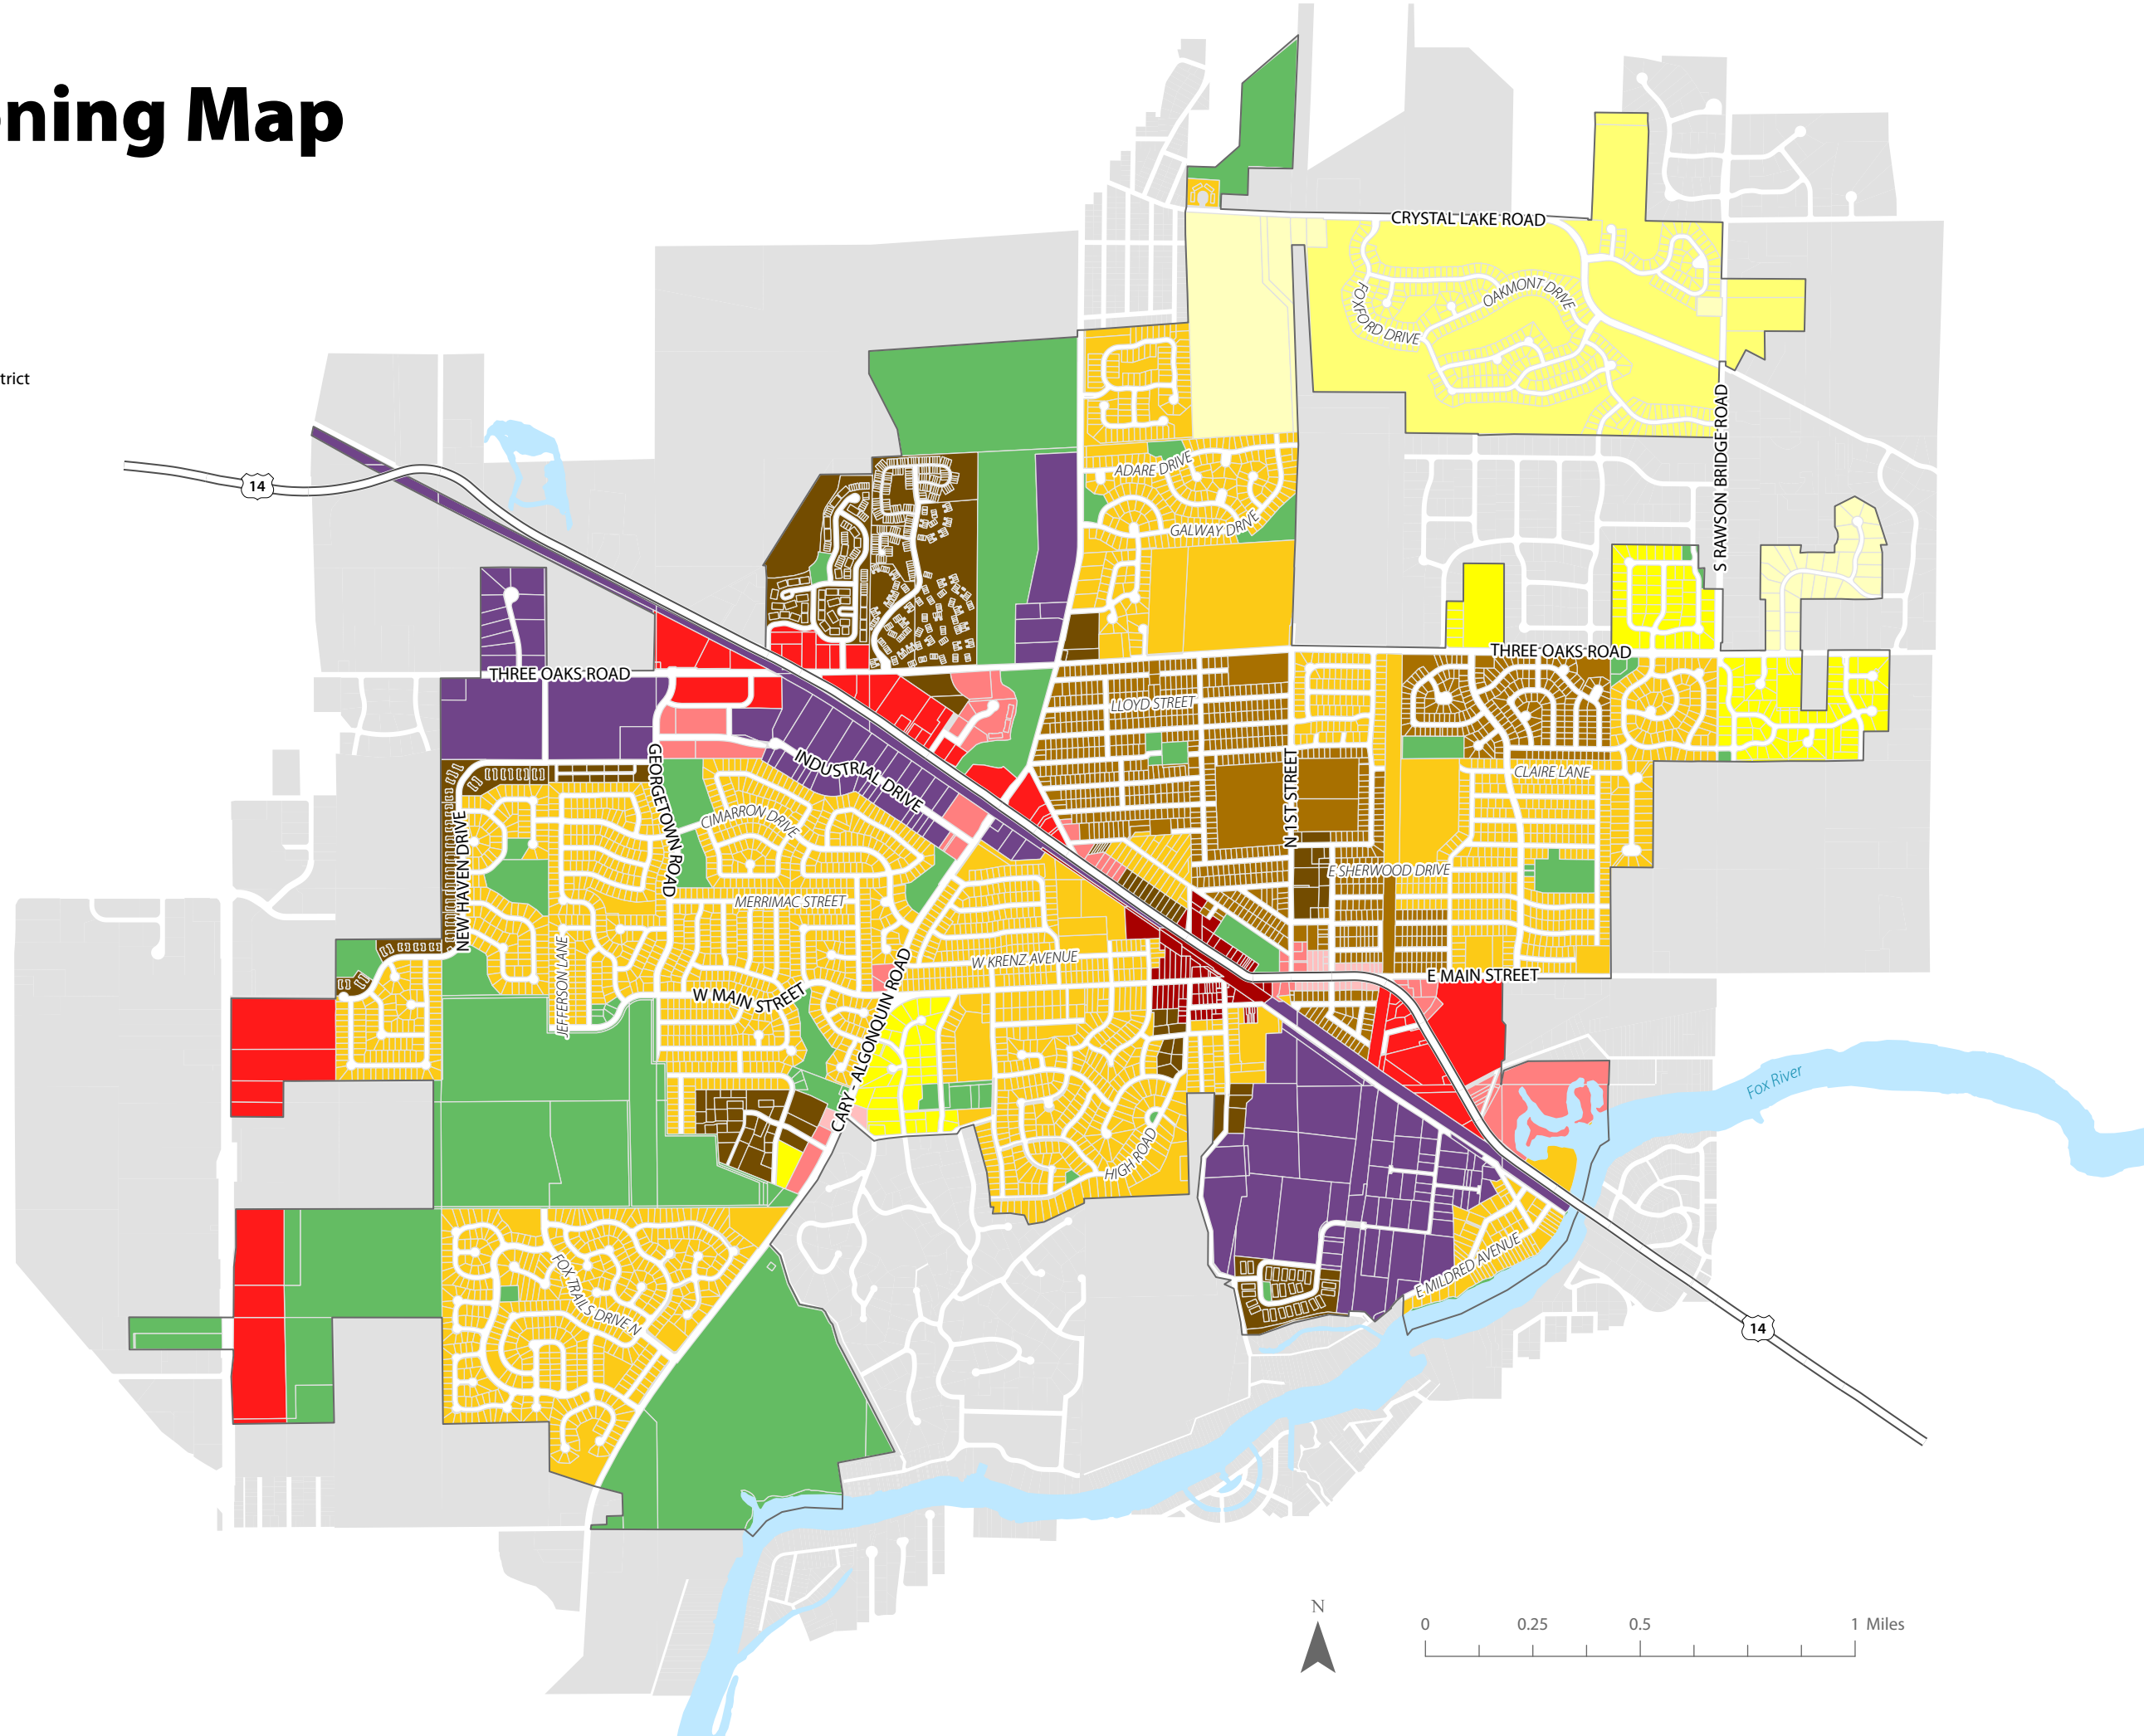 ning Map
trict
CRYSTAL LAKE ROAD
OAKMONT DRIVE
FOXFORD DRIVE
S RAWSON BRIDGE ROAD
14
ADARE DRIVE
GALWAY DRIVE
THREE OAKS ROAD
THREE OAKS ROAD
LLOYD STREET
GEORGETOWN ROAD
INDUSTRIAL DRIVE
N 1ST STREET
CLAIRE LANE
CIMARRON DRIVE
NEW HAVEN DRIVE
E SHERWOOD DRIVE
MERRIMAC STREET
JEFFERSON LANE
W KRENZ AVENUE
CARY - ALGONQUIN ROAD
W MAIN STREET
E MAIN STREET
Fox River
HIGH ROAD
FOX TRAILS DRIVE N
E MILDRED AVENUE
14
N
0 0.25 0.5 1 Miles